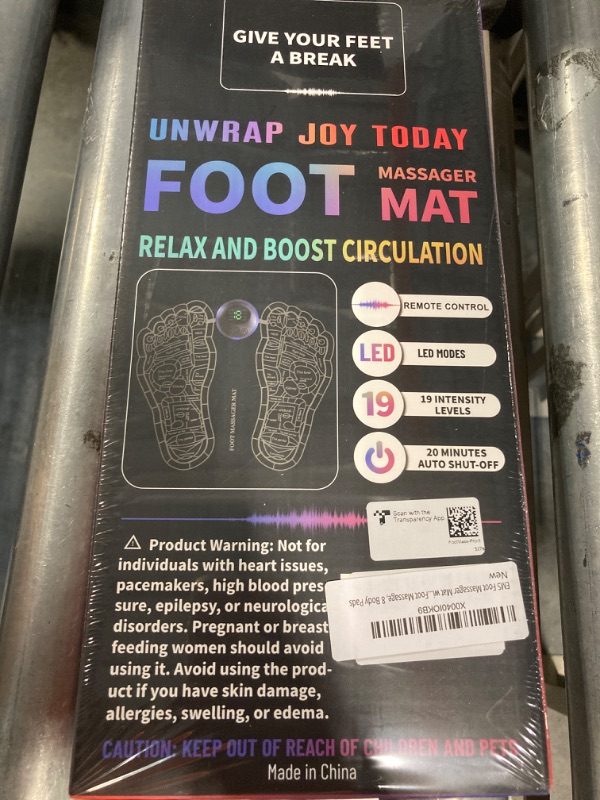 GIVE YOUR FEET
A BREAK
UNWRAP JOY TODAY
FOOT MASSAGER MAT
RELAX AND BOOST CIRCULATION
FOOT MASSAGER MAT
REMOTE CONTROL
LED LED MODES
19 19 INTENSITY LEVELS
20 MINUTES
AUTO SHUT-OFF
Scan with the
Transparency App
⚠ Product Warning: Not for
individuals with heart issues,
pacemakers, high blood pres
sure, epilepsy, or neurologica
disorders. Pregnant or breast
feeding women should avoid
using it. Avoid using the prod-
uct if you have skin damage,
allergies, swelling, or edema.
X0040IOKB9
EMS Foot Massager Mat wi...Foot Massage, 8 Body Pads
New
CAUTION: KEEP OUT OF REACH OF CHILDREN AND PETS
Made in China